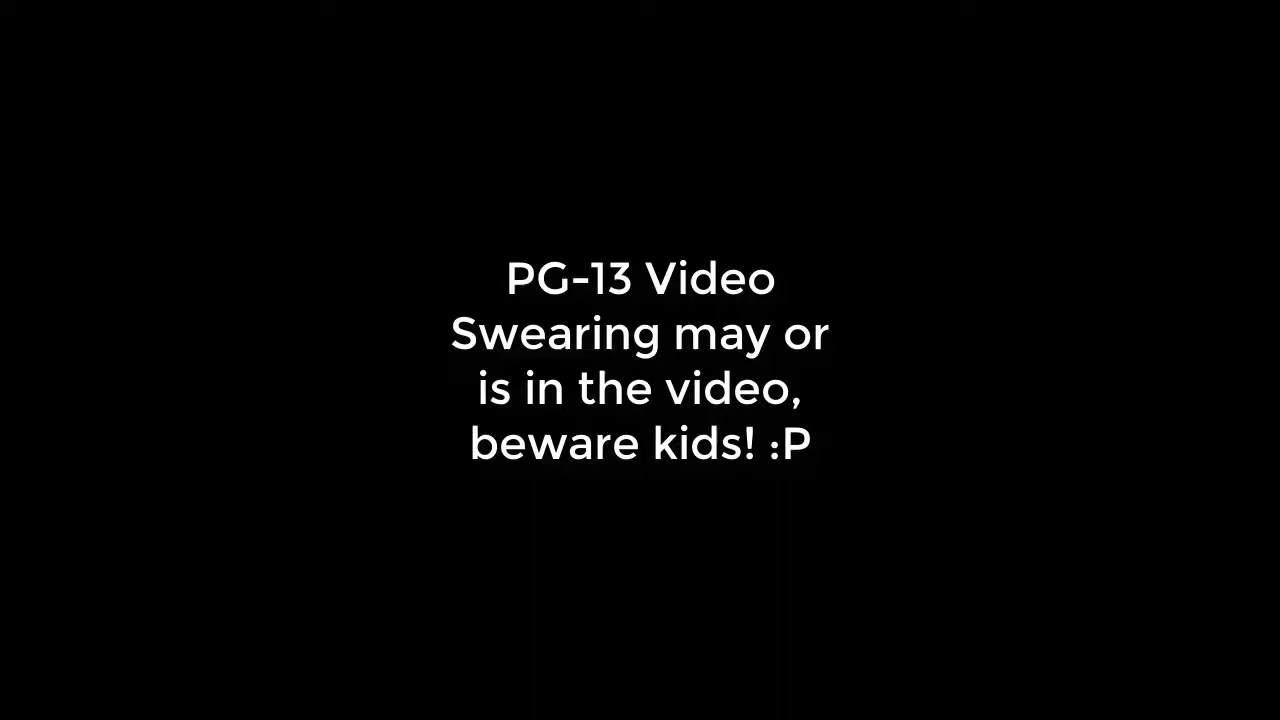 PG-13 Video
Swearing may or
is in the video,
beware kids! :P